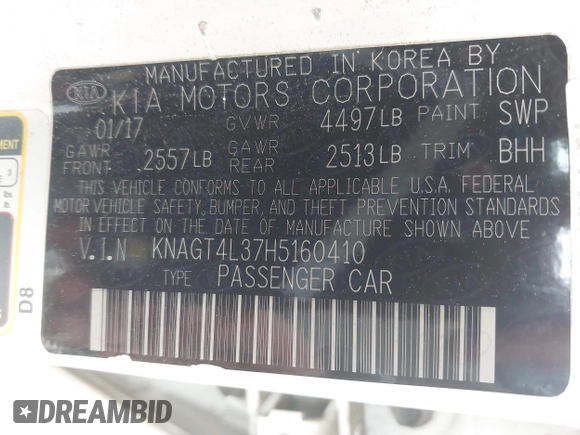 MANUFACTURED IN KOREA BY
KIA KIA MOTORS CORPORATION
01/17 GVWR 4497LB PAINT SWP
GAWR FRONT 2557LB GAWR REAR 2513LB TRIM BHH
THIS VEHICLE CONFORMS TO ALL APPLICABLE U.S.A. FEDERAL
MOTOR VEHICLE SAFETY, BUMPER, AND THEFT PREVENTION STANDARDS
IN EFFECT ON THE DATE OF MANUFACTURE SHOWN ABOVE.
V.I.N KNAGT4L37H5160410
TYPE PASSENGER CAR
D8
3
DREAMBID